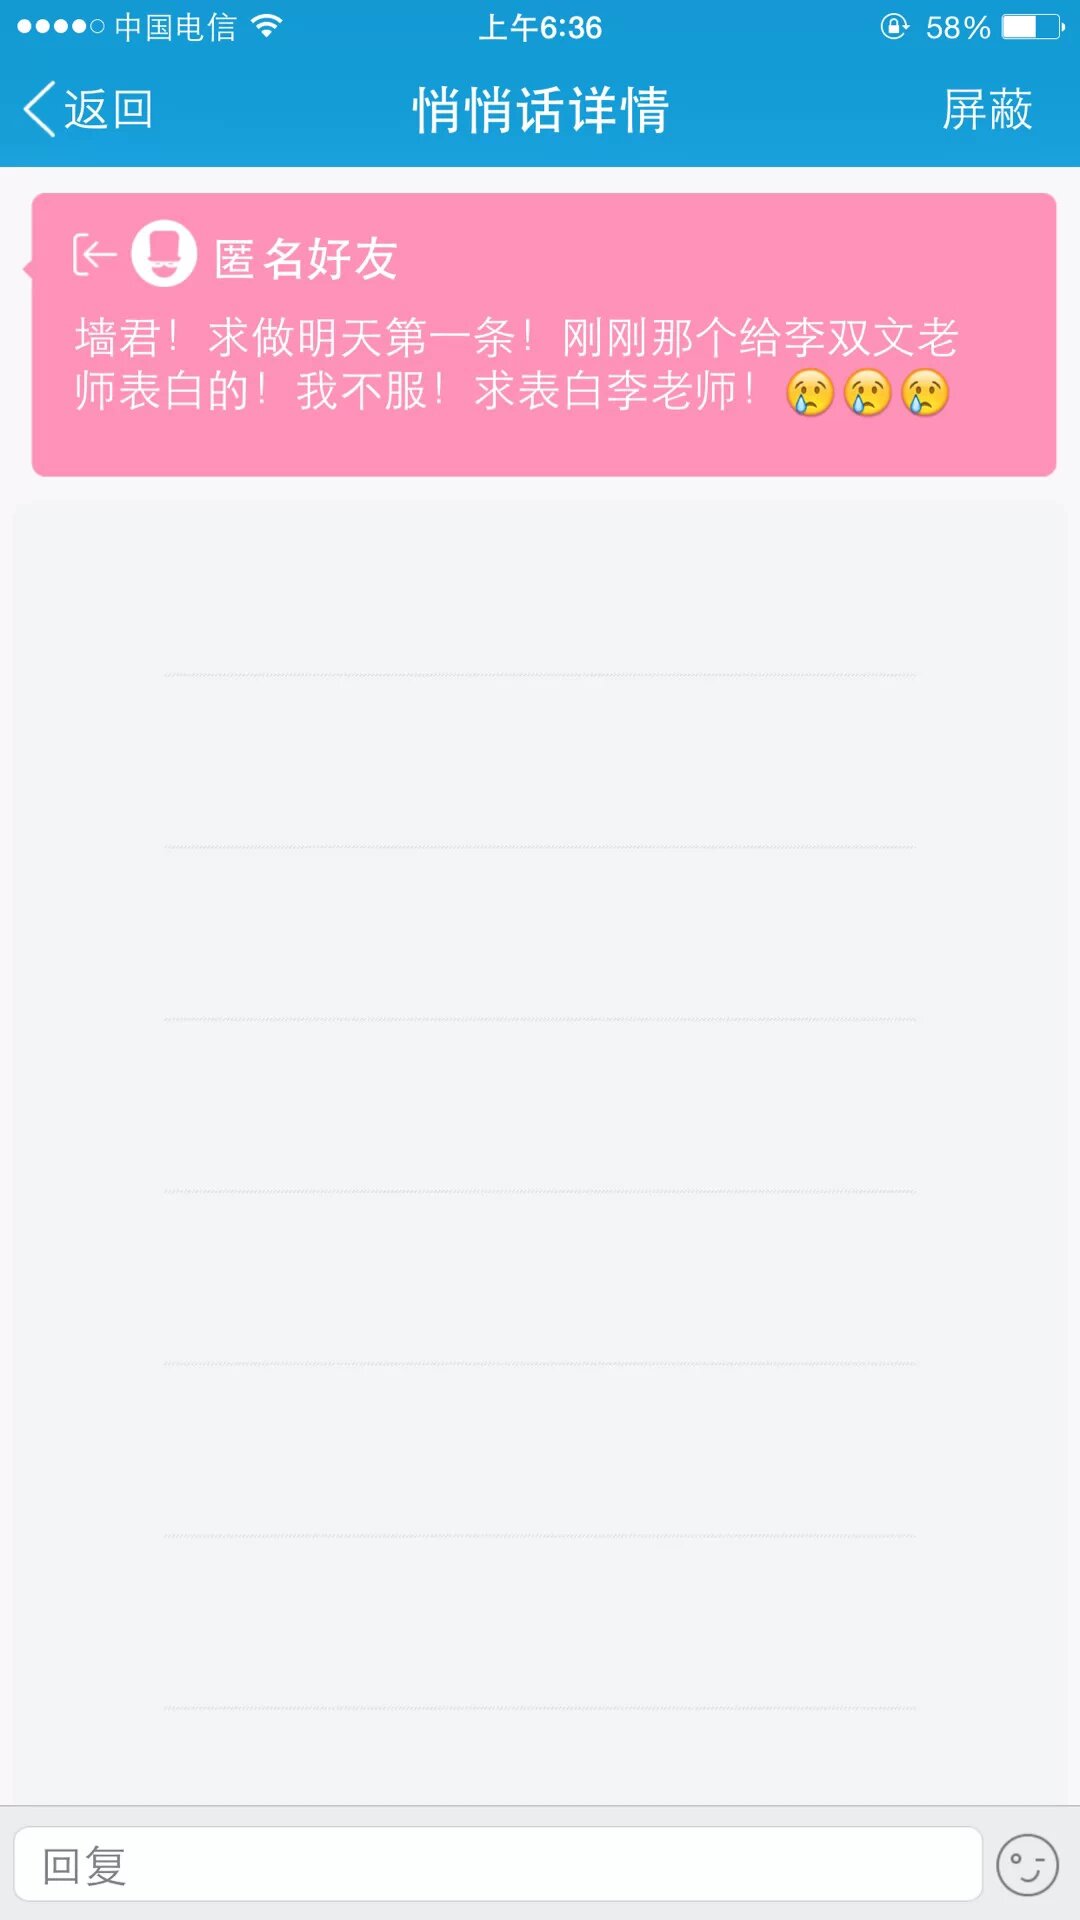 中国电信 上午6:36 58%
返回 悄悄话详情 屏蔽
匿名好友
墙君！求做明天第一条！刚刚那个给李双文老
师表白的！我不服！求表白李老师！😢😢😢
回复